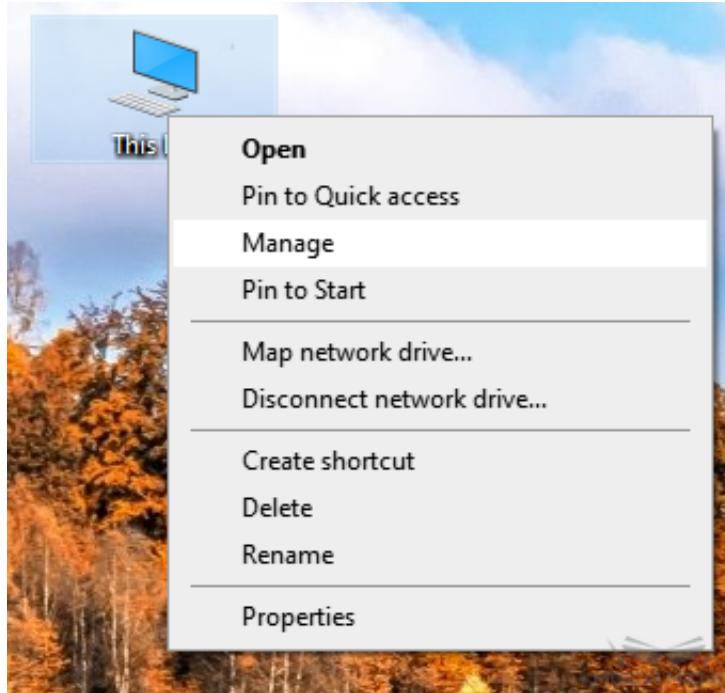 This
Open
Pin to Quick access
Manage
Pin to Start
Map network drive...
Disconnect network drive...
Create shortcut
Delete
Rename
Properties